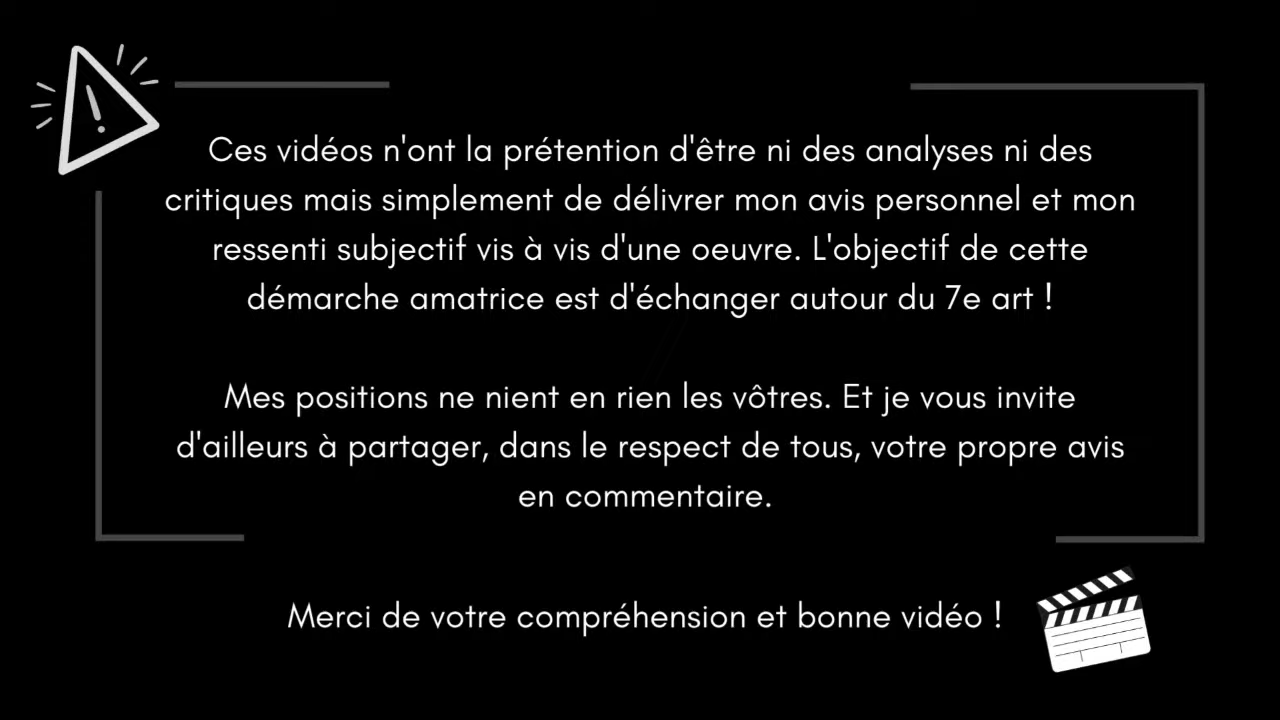 Ces vidéos n'ont la prétention d'être ni des analyses ni des
critiques mais simplement de délivrer mon avis personnel et mon
ressenti subjectif vis à vis d'une oeuvre. L'objectif de cette
démarche amatrice est d'échanger autour du 7e art !
Mes positions ne nient en rien les vôtres. Et je vous invite
d'ailleurs à partager, dans le respect de tous, votre propre avis
en commentaire.
Merci de votre compréhension et bonne vidéo !